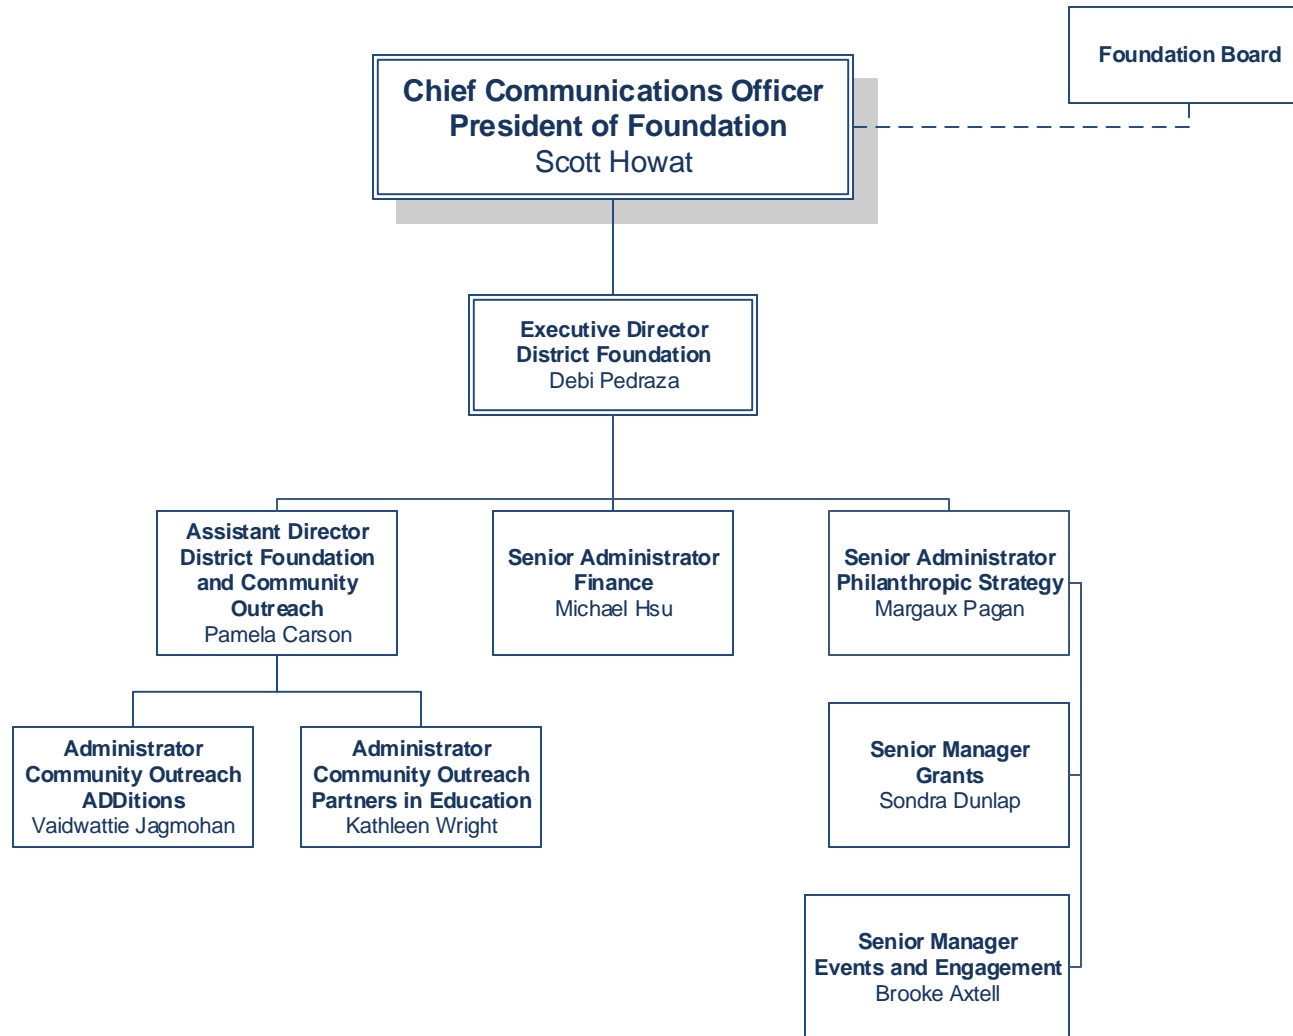 Foundation Board
Chief Communications Officer
President of Foundation
Scott Howat
Executive Director
District Foundation
Debi Pedraza
Assistant Director
District Foundation
and Community
Outreach
Pamela Carson
Senior Administrator
Finance
Michael Hsu
Senior Administrator
Philanthropic Strategy
Margaux Pagan
Administrator
Community Outreach
ADDitions
Vaidwattie Jagmohan
Administrator
Community Outreach
Partners in Education
Kathleen Wright
Senior Manager
Grants
Sondra Dunlap
Senior Manager
Events and Engagement
Brooke Axtell